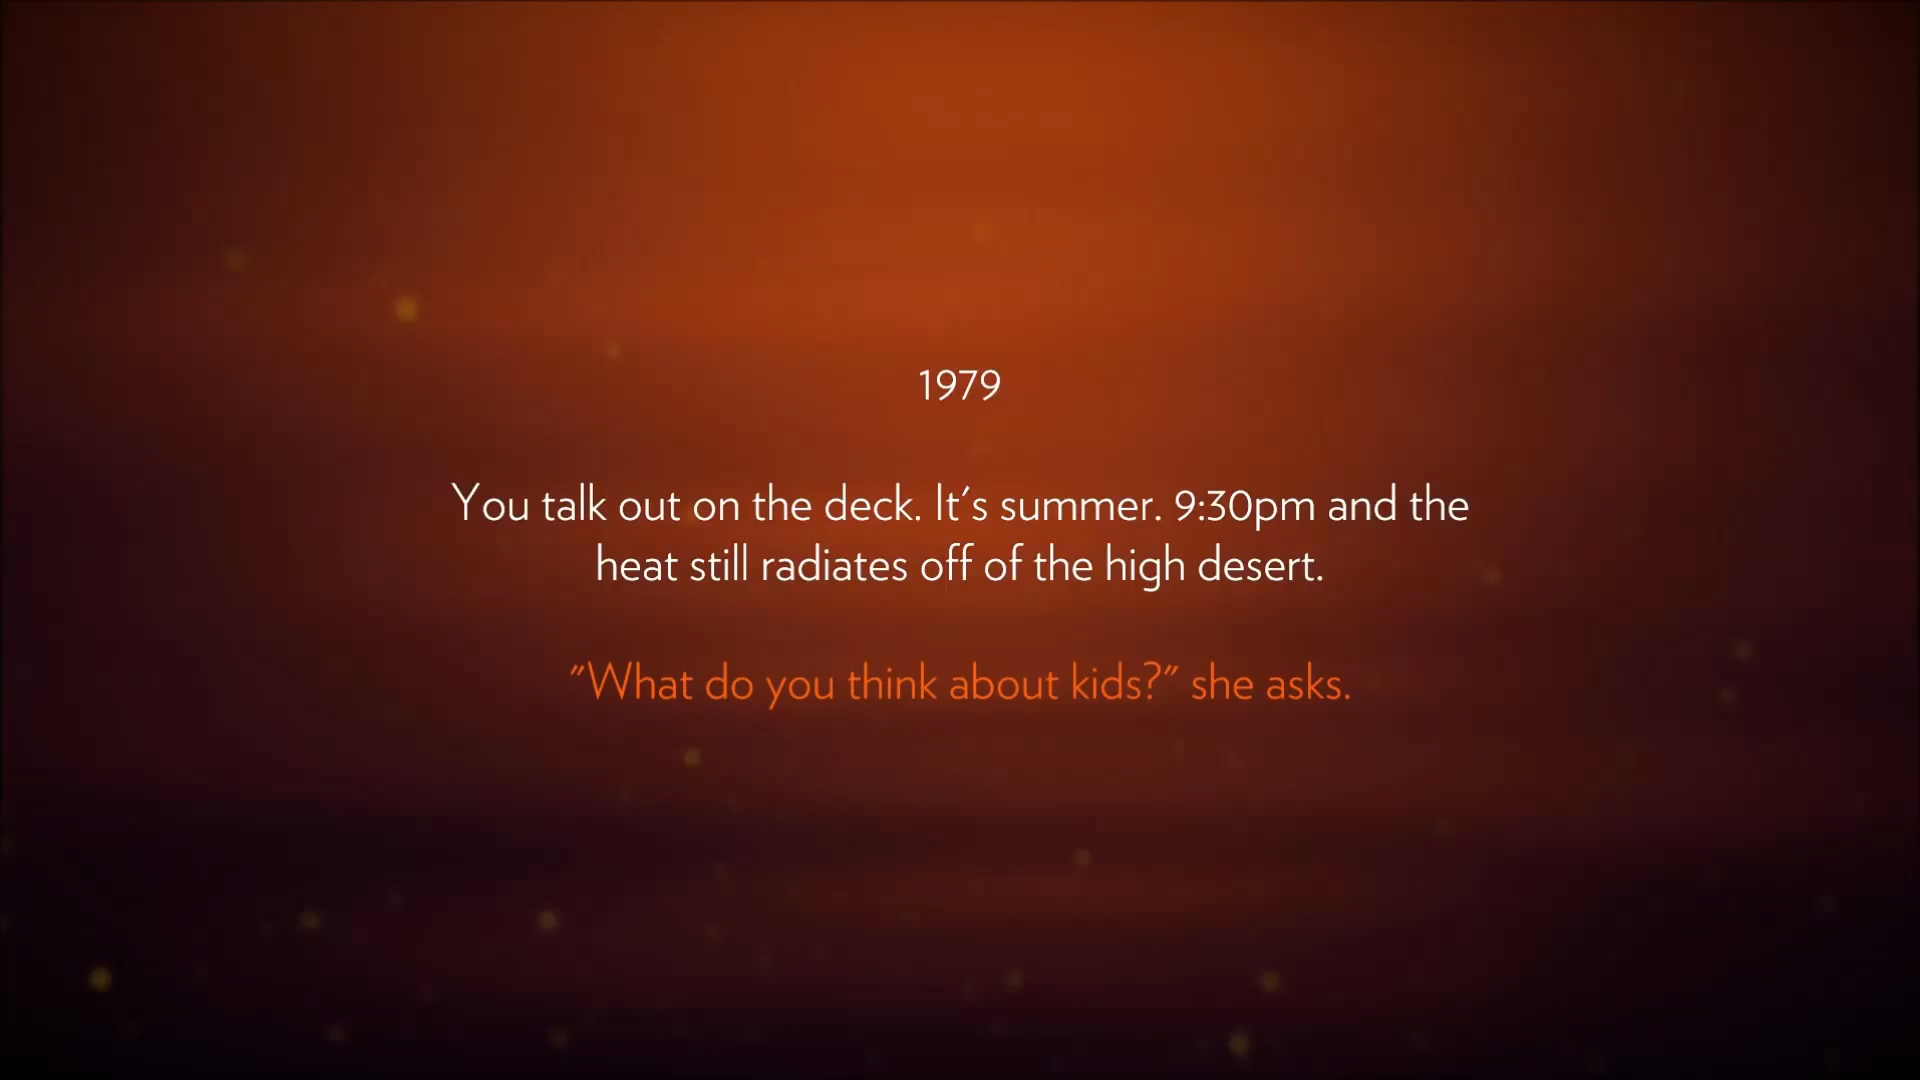 1979
You talk out on the deck. It's summer. 9:30pm and the
heat still radiates off of the high desert.
"What do you think about kids?" she asks.